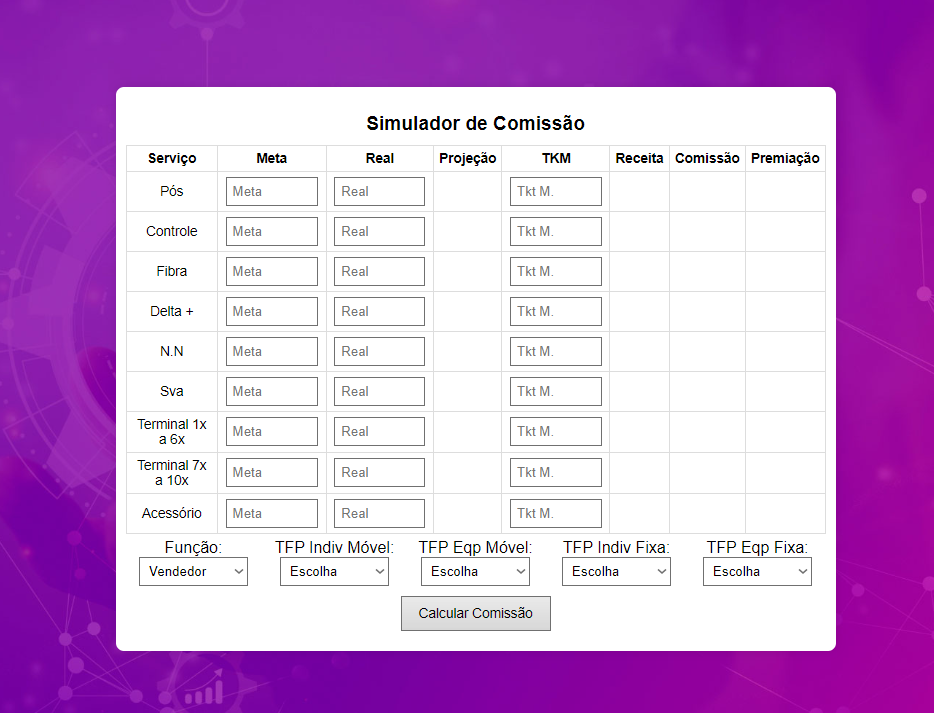 Simulador de Comissão
Serviço Meta Real Projeção TKM Receita Comissão Premiação
Pós Meta Real Tkt M.
Controle Meta Real Tkt M.
Fibra Meta Real Tkt M.
Delta + Meta Real Tkt M.
N.N Meta Real Tkt M.
Sva Meta Real Tkt M.
Terminal 1x
a 6x Meta Real Tkt M.
Terminal 7x
a 10x Meta Real Tkt M.
Acessório Meta Real Tkt M.
Função: TFP Indiv Móvel: TFP Eqp Móvel: TFP Indiv Fixa: TFP Eqp Fixa:
Vendedor Escolha Escolha Escolha Escolha
Calcular Comissão